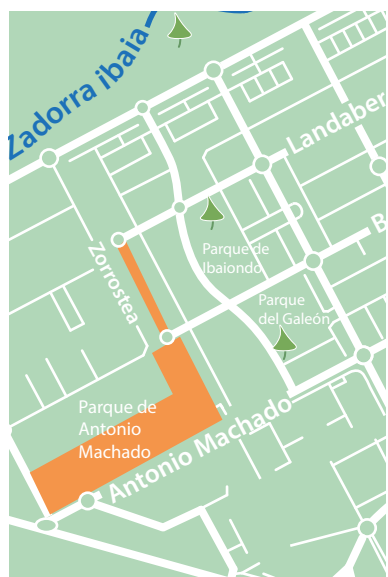 Zadorra ibaia
Landaber
B
Zorrostea
Parque de
Ibaiondo
Parque
del Galeón
Parque de
Antonio
Machado
Antonio Machado